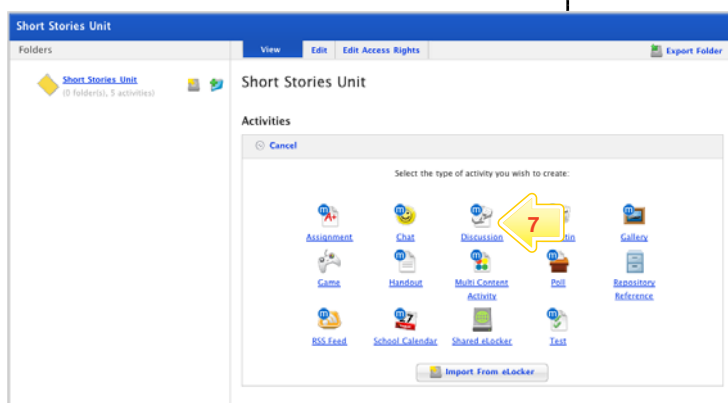 Short Stories Unit
Folders
View Edit Edit Access Rights Export Folder
Short Stories Unit
(0 folder(s), 5 activities)
Short Stories Unit
Activities
Cancel
Select the type of activity you wish to create:
Assignment Chat Discussion Gallery
7
Game Handout Multi Content Activity Poll Repository Reference
RSS Feed School Calendar Shared eLocker Test
Import From eLocker